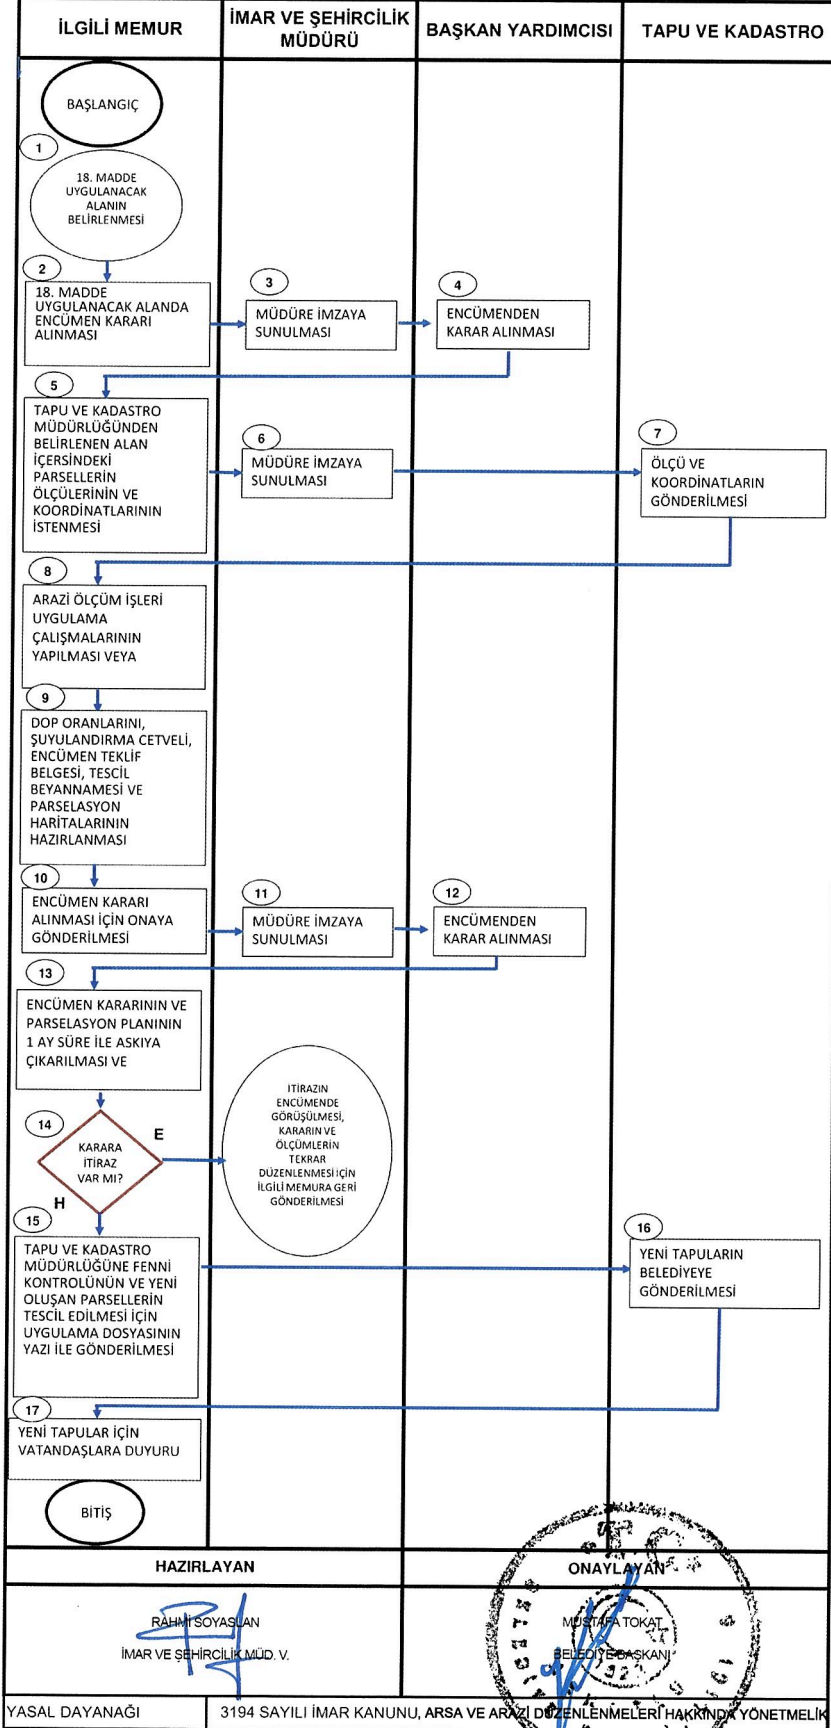 İLGİLİ MEMUR
İMAR VE ŞEHİRCİLİK
MÜDÜRÜ
BAŞKAN YARDIMCISI
TAPU VE KADASTRO
BAŞLANGIÇ
1
18. MADDE
UYGULANACAK
ALANIN
BELİRLENMESİ
2
18. MADDE
UYGULANACAK ALANDA
ENCÜMEN KARARI
ALINMASI
3
MÜDÜRE İMZAYA
SUNULMASI
4
ENCÜMENDEN
KARAR ALINMASI
5
TAPU VE KADASTRO
MÜDÜRLÜĞÜNDEN
BELİRLENEN ALAN
İÇERSİNDEKİ
PARSELLERİN
ÖLÇÜLERİNİN VE
KOORDİNATLARININ
İSTENMESİ
6
MÜDÜRE İMZAYA
SUNULMASI
7
ÖLÇÜ VE
KOORDİNATLARIN
GÖNDERİLMESİ
8
ARAZİ ÖLÇÜM İŞLERİ
UYGULAMA
ÇALIŞMALARININ
YAPILMASI VEYA
9
DOP ORANLARINI,
ŞUYULANDIRMA CETVELİ,
ENCÜMEN TEKLİF
BELGESİ, TESCİL
BEYANNAMESİ VE
PARSELASYON
HARİTALARININ
HAZIRLANMASI
10
ENCÜMEN KARARI
ALINMASI İÇİN ONAYA
GÖNDERİLMESİ
11
MÜDÜRE İMZAYA
SUNULMASI
12
ENCÜMENDEN
KARAR ALINMASI
13
ENCÜMEN KARARININ VE
PARSELASYON PLANININ
1 AY SÜRE İLE ASKIYA
ÇIKARILMASI VE
14
KARARA
İTİRAZ
VAR MI?
E
H
ITİRAZIN
ENCÜMENDE
GÖRÜŞÜLMESİ,
KARARIN VE
ÖLÇÜMLERİN
TEKRAR
DÜZENLENMESİ İÇİN
İLGİLİ MEMURA GERİ
GÖNDERİLMESİ
15
TAPU VE KADASTRO
MÜDÜRLÜĞÜNE FENNİ
KONTROLÜNÜN VE YENİ
OLUŞAN PARSELLERİN
TESCİL EDİLMESİ İÇİN
UYGULAMA DOSYASININ
YAZI İLE GÖNDERİLMESİ
16
YENİ TAPULARIN
BELEDİYEYE
GÖNDERİLMESİ
17
YENİ TAPULAR İÇİN
VATANDAŞLARA DUYURU
BİTİŞ
HAZIRLAYAN
ONAYLAYAN
RAHMİ SOYASLAN
İMAR VE ŞEHİRCİLİK MÜD. V.
MUSTAFA TOKAT
BELEDİYE BAŞKANI
YASAL DAYANAĞI
3194 SAYILI İMAR KANUNU, ARSA VE ARAZİ DÜZENLENMELERİ HAKKINDA YÖNETMELİK